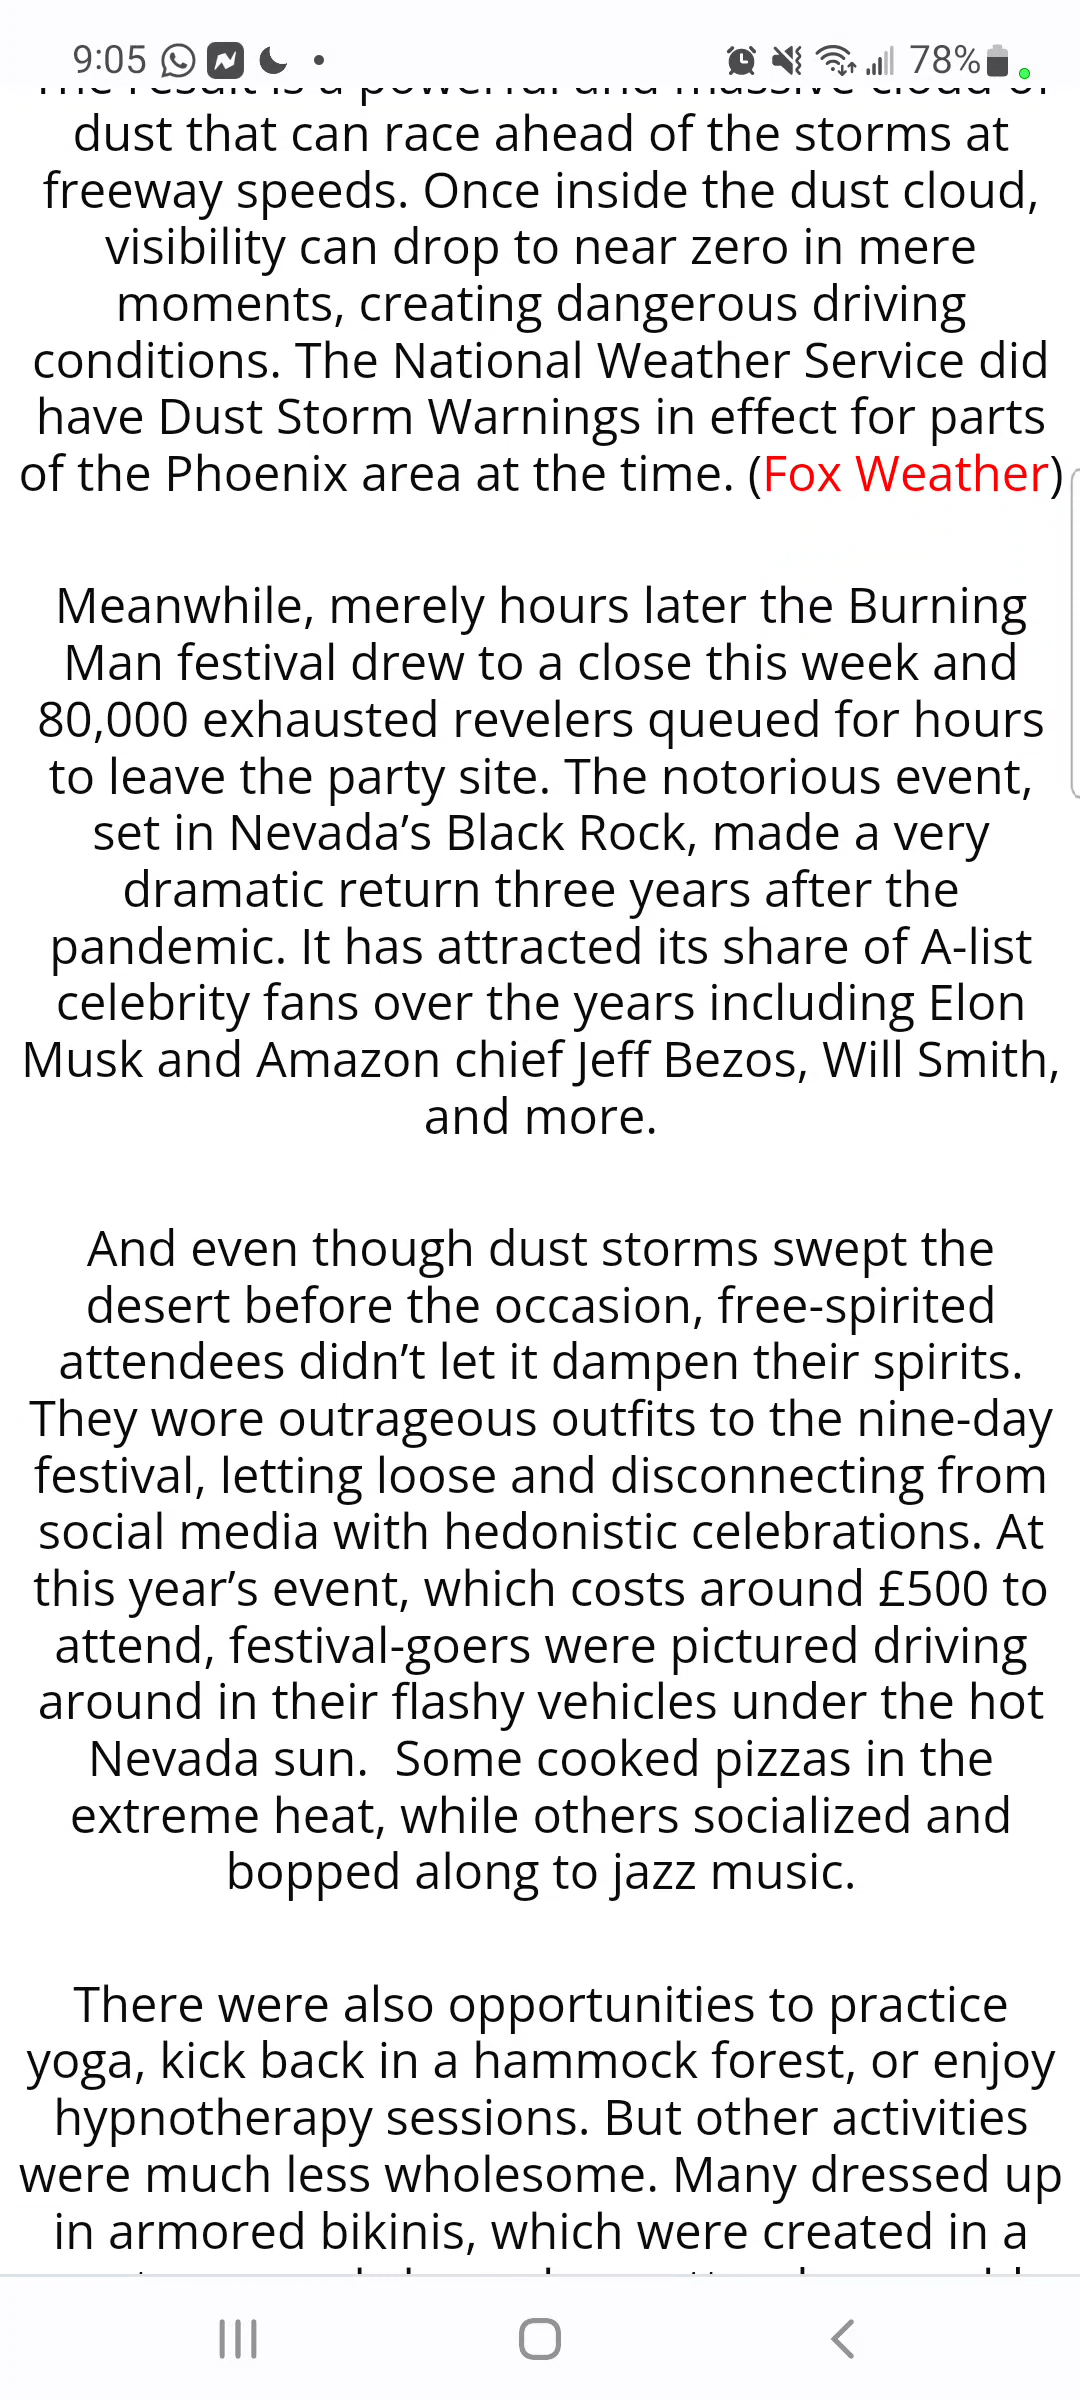 9:05
78%
The result is a powerful and massive cloud of
dust that can race ahead of the storms at
freeway speeds. Once inside the dust cloud,
visibility can drop to near zero in mere
moments, creating dangerous driving
conditions. The National Weather Service did
have Dust Storm Warnings in effect for parts
of the Phoenix area at the time. (Fox Weather)
Meanwhile, merely hours later the Burning
Man festival drew to a close this week and
80,000 exhausted revelers queued for hours
to leave the party site. The notorious event,
set in Nevada’s Black Rock, made a very
dramatic return three years after the
pandemic. It has attracted its share of A-list
celebrity fans over the years including Elon
Musk and Amazon chief Jeff Bezos, Will Smith,
and more.
And even though dust storms swept the
desert before the occasion, free-spirited
attendees didn’t let it dampen their spirits.
They wore outrageous outfits to the nine-day
festival, letting loose and disconnecting from
social media with hedonistic celebrations. At
this year’s event, which costs around £500 to
attend, festival-goers were pictured driving
around in their flashy vehicles under the hot
Nevada sun.  Some cooked pizzas in the
extreme heat, while others socialized and
bopped along to jazz music.
There were also opportunities to practice
yoga, kick back in a hammock forest, or enjoy
hypnotherapy sessions. But other activities
were much less wholesome. Many dressed up
in armored bikinis, which were created in a